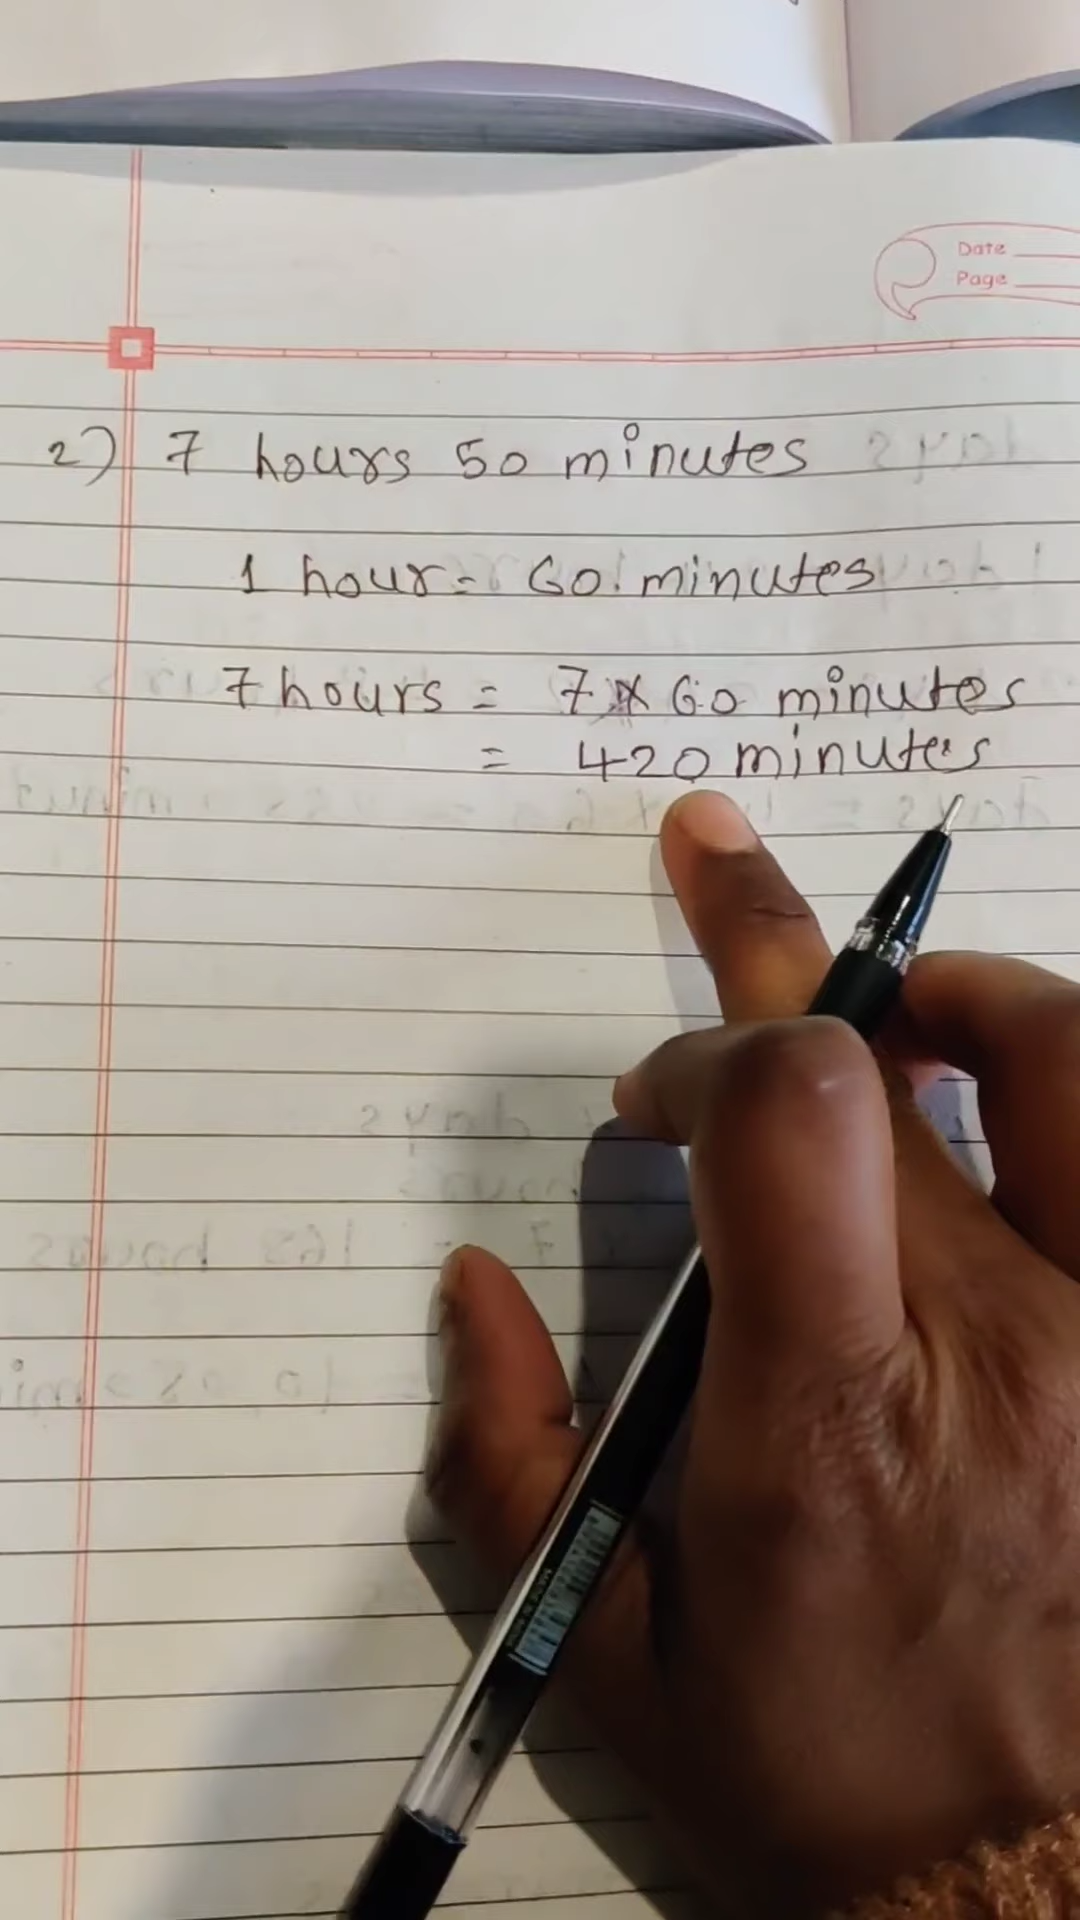 Date
Page
2) 7 hours 50 minutes
1 hour = 60 minutes
7 hours = 7 × 60 minutes
= 420 minutes